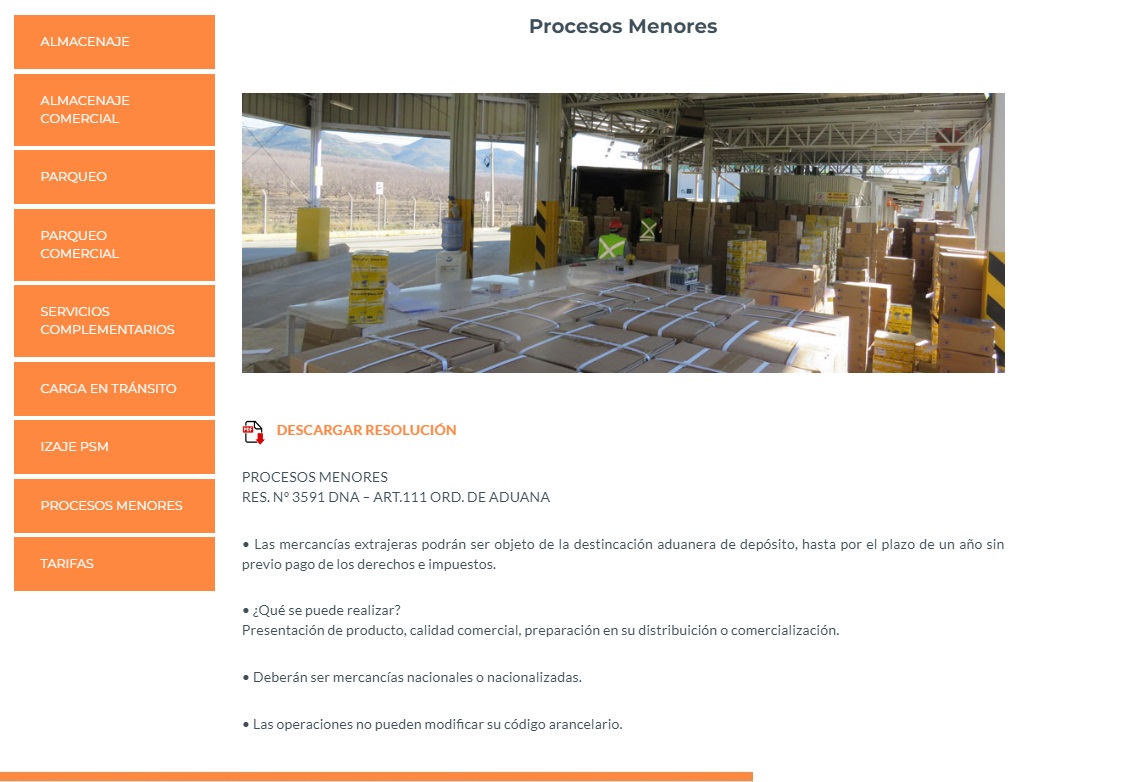 Procesos Menores
ALMACENAJE
ALMACENAJE
COMERCIAL
PARQUEO
PARQUEO
COMERCIAL
SERVICIOS
COMPLEMENTARIOS
CARGA EN TRÁNSITO
IZAJE PSM
PROCESOS MENORES
TARIFAS
PDF
DESCARGAR RESOLUCIÓN
PROCESOS MENORES
RES. Nº 3591 DNA – ART.111 ORD. DE ADUANA
• Las mercancías extrajeras podrán ser objeto de la destincación aduanera de depósito, hasta por el plazo de un año sin
previo pago de los derechos e impuestos.
• ¿Qué se puede realizar?
Presentación de producto, calidad comercial, preparación en su distribuición o comercialización.
• Deberán ser mercancías nacionales o nacionalizadas.
• Las operaciones no pueden modificar su código arancelario.